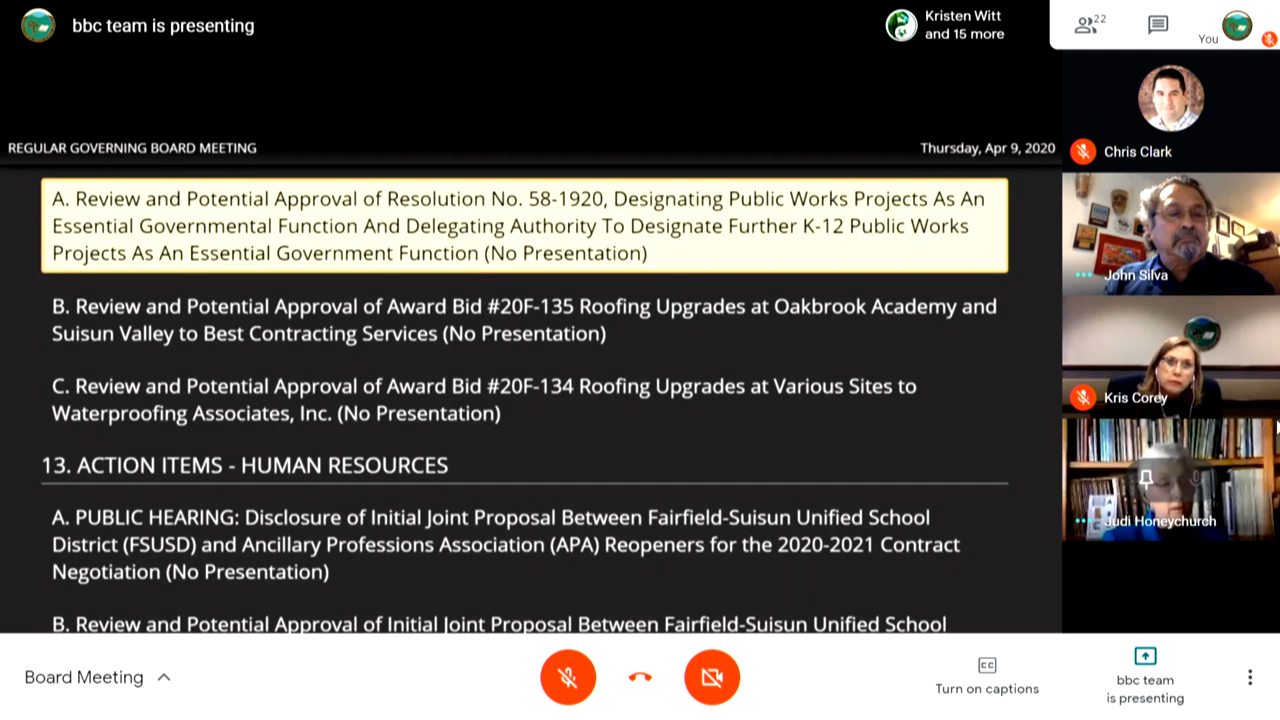 bbc team is presenting
Kristen Witt
and 15 more
22
You
REGULAR GOVERNING BOARD MEETING
Thursday, Apr 9, 2020
A. Review and Potential Approval of Resolution No. 58-1920, Designating Public Works Projects As An
Essential Governmental Function And Delegating Authority To Designate Further K-12 Public Works
Projects As An Essential Government Function (No Presentation)
B. Review and Potential Approval of Award Bid #20F-135 Roofing Upgrades at Oakbrook Academy and
Suisun Valley to Best Contracting Services (No Presentation)
C. Review and Potential Approval of Award Bid #20F-134 Roofing Upgrades at Various Sites to
Waterproofing Associates, Inc. (No Presentation)
13. ACTION ITEMS - HUMAN RESOURCES
A. PUBLIC HEARING: Disclosure of Initial Joint Proposal Between Fairfield-Suisun Unified School
District (FSUSD) and Ancillary Professions Association (APA) Reopeners for the 2020-2021 Contract
Negotiation (No Presentation)
B. Review and Potential Approval of Initial Joint Proposal Between Fairfield-Suisun Unified School
Chris Clark
John Silva
Kris Corey
Judi Honeychurch
Board Meeting
CC
Turn on captions
bbc team
is presenting